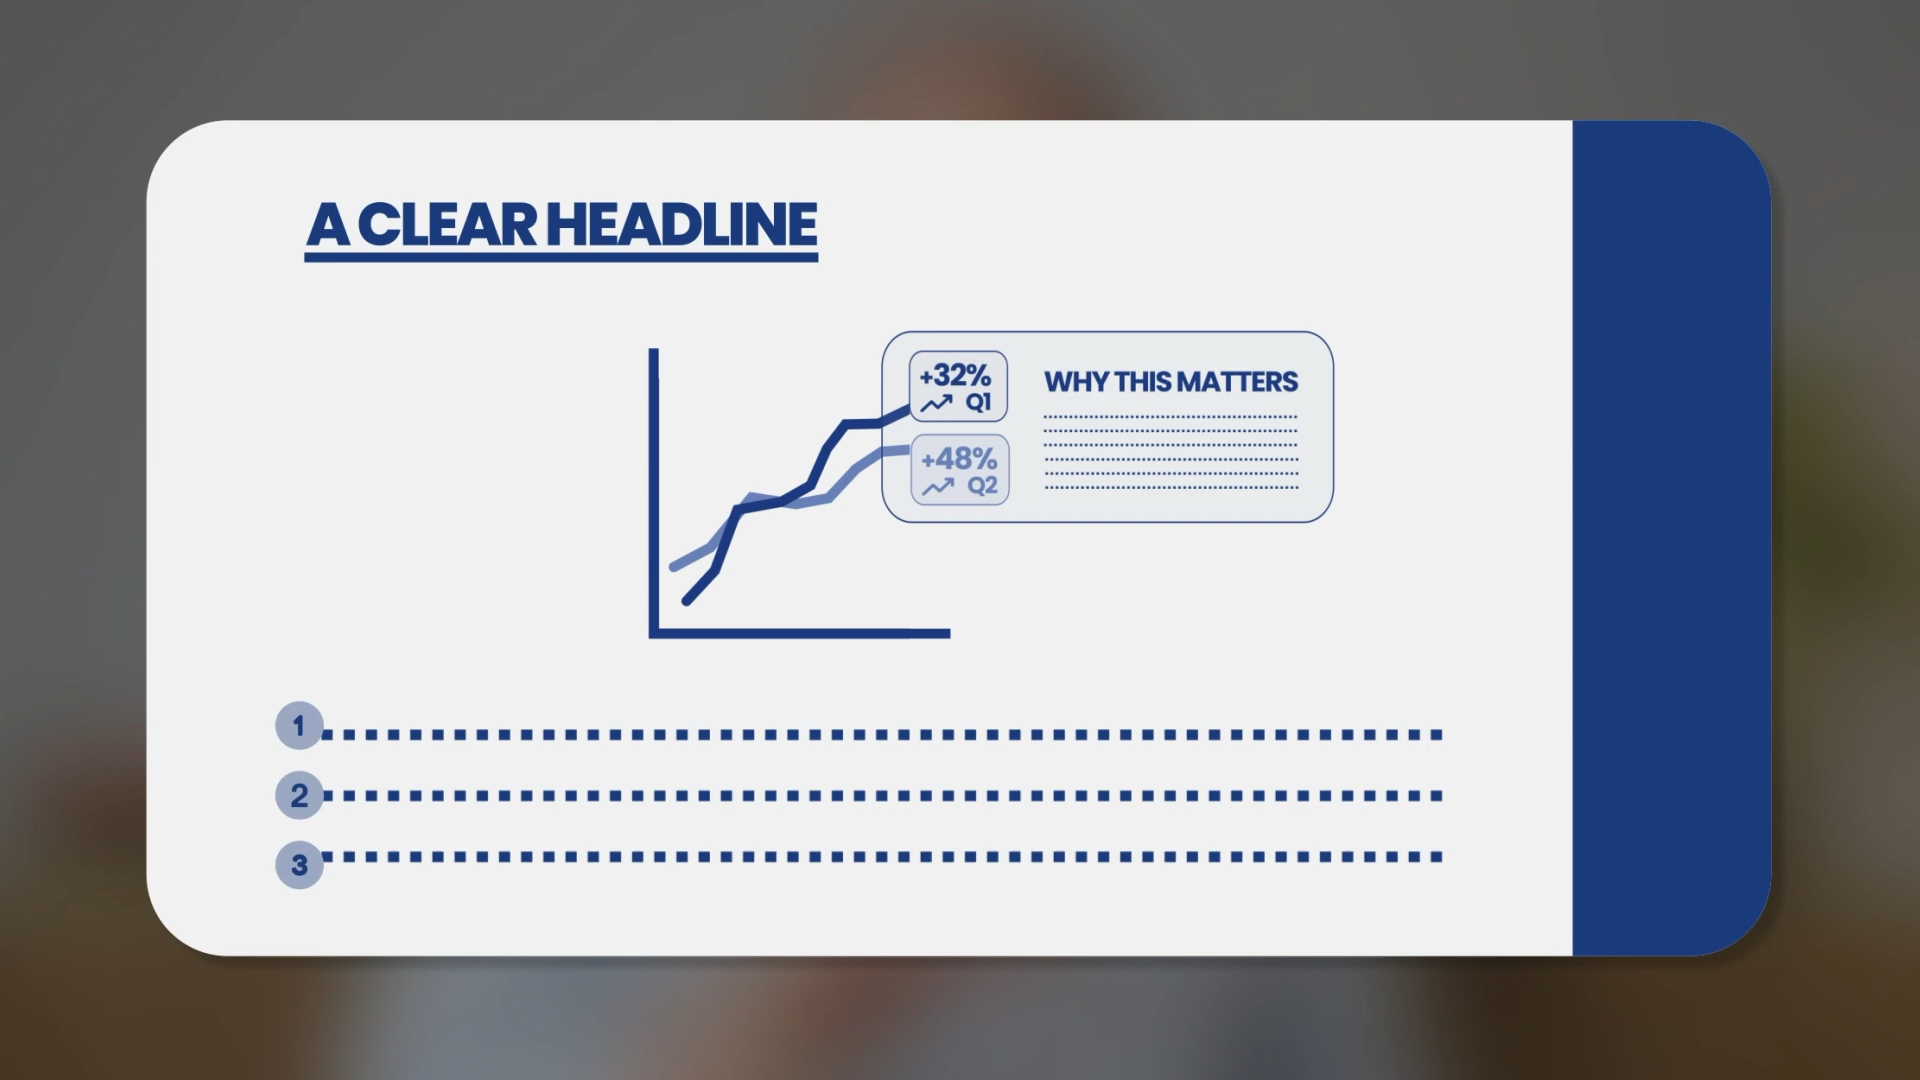 A CLEAR HEADLINE
+32%
Q1
WHY THIS MATTERS
+48%
Q2
1
2
3